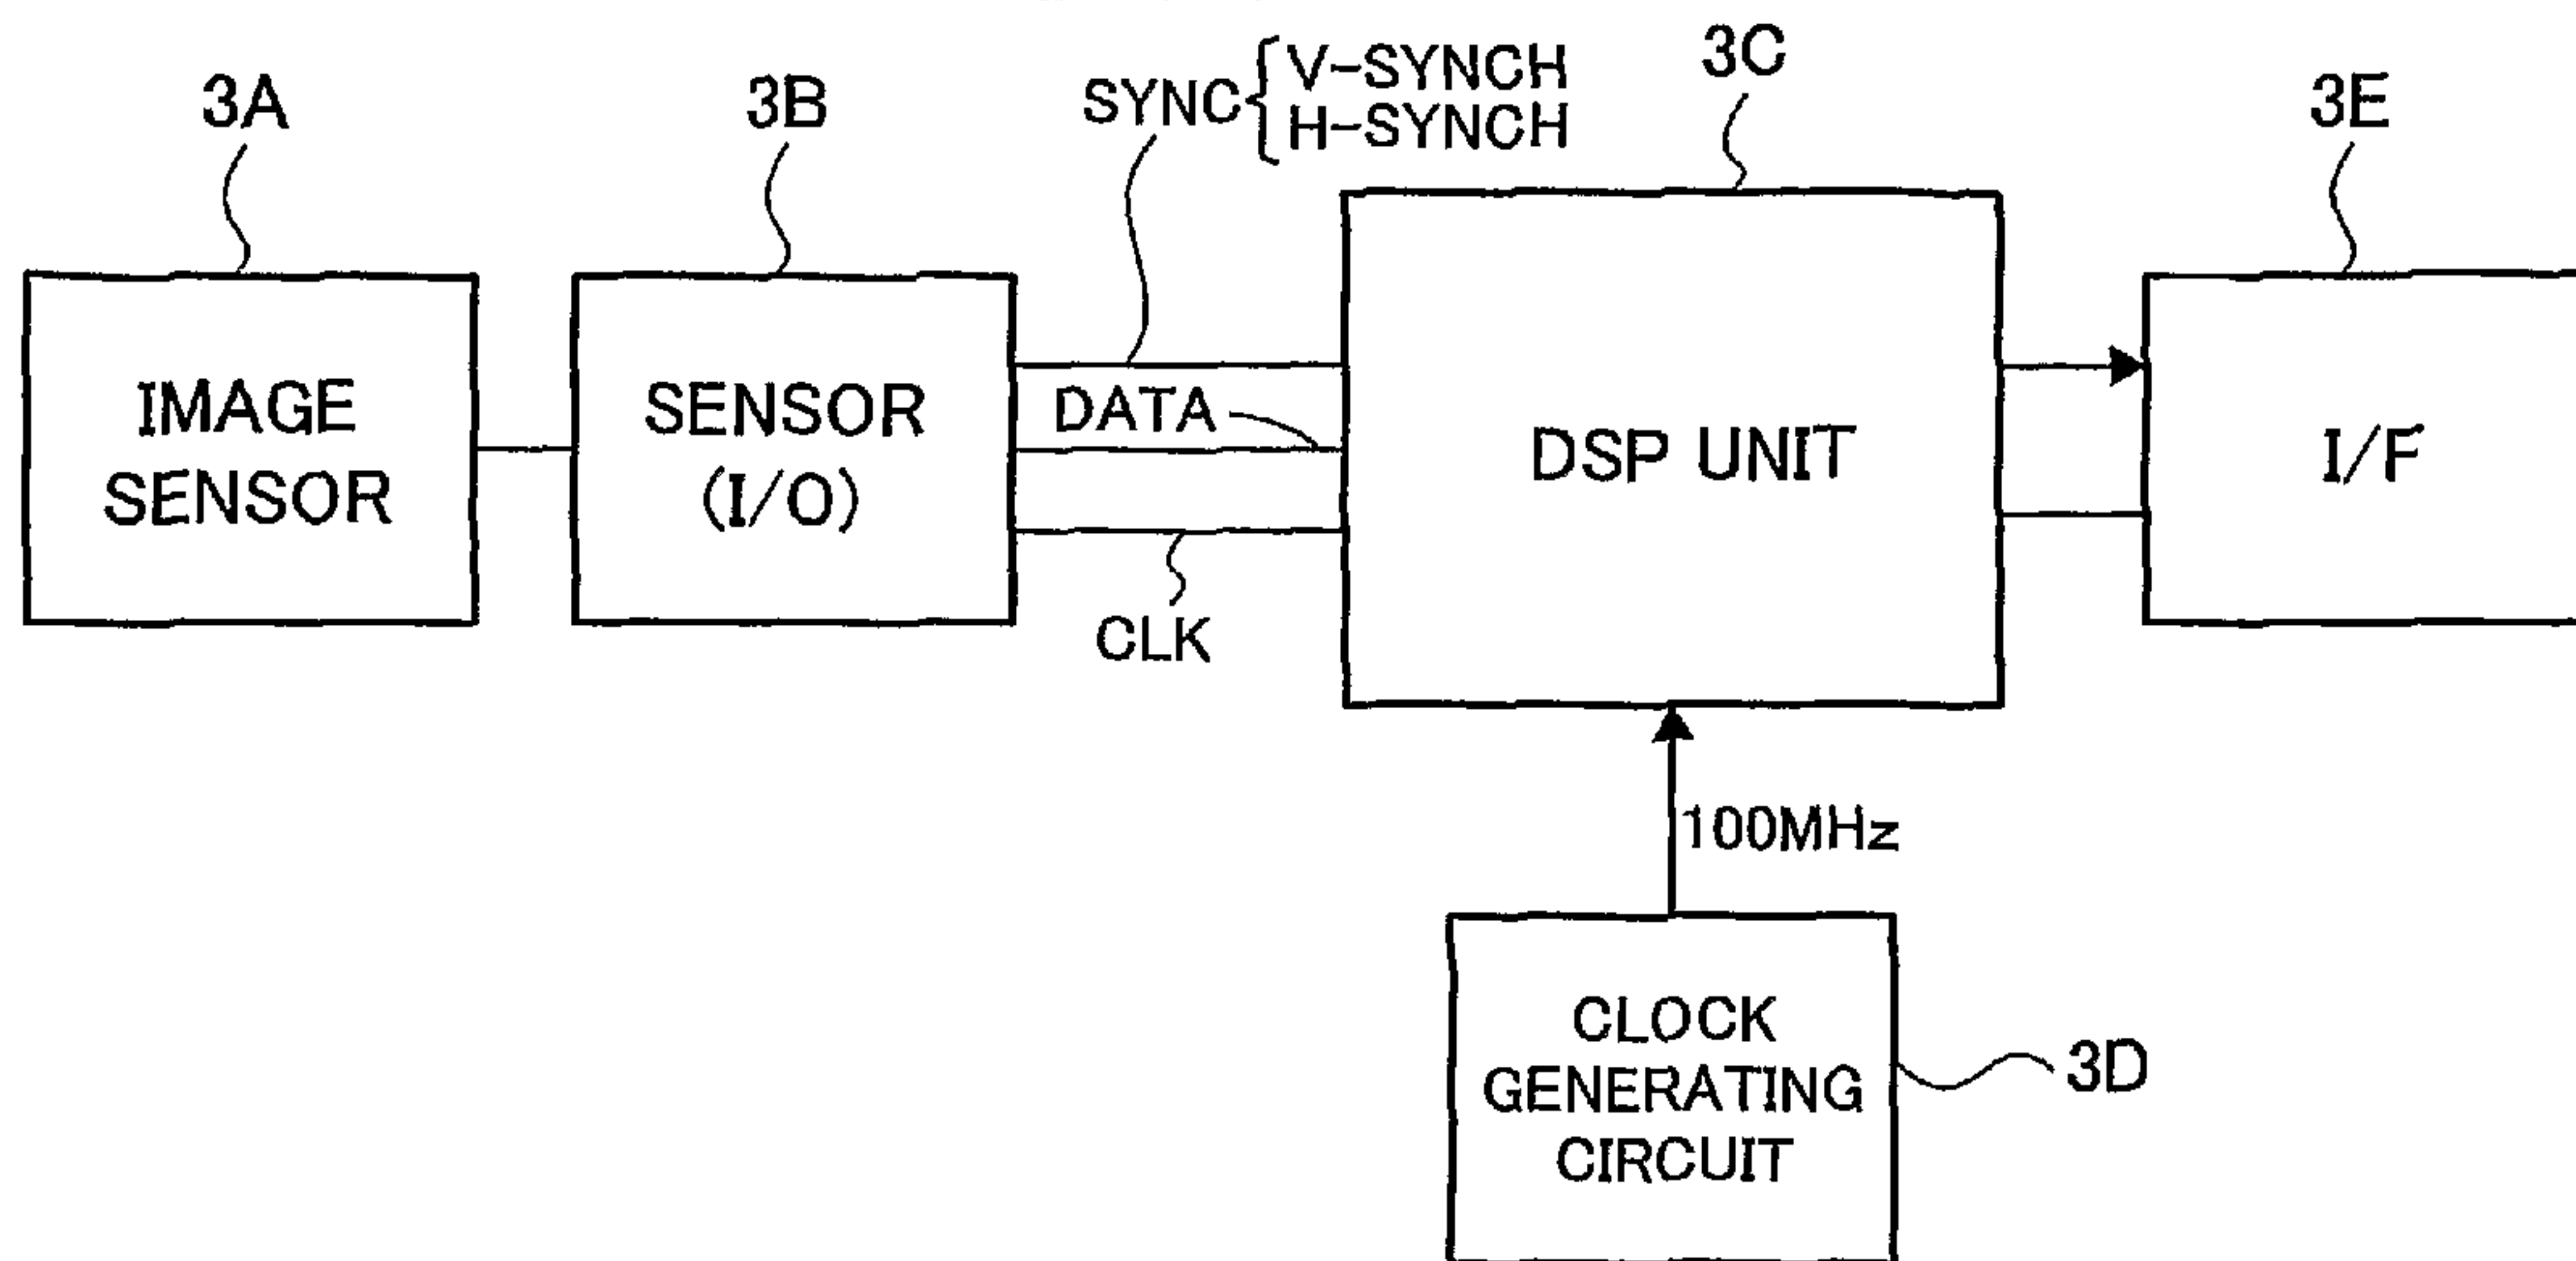 3A
3B
SYNC
V-SYNCH
H-SYNCH
3C
3E
IMAGE
SENSOR
SENSOR
(I/O)
DATA
CLK
DSP UNIT
I/F
100MHz
CLOCK
GENERATING
CIRCUIT
3D